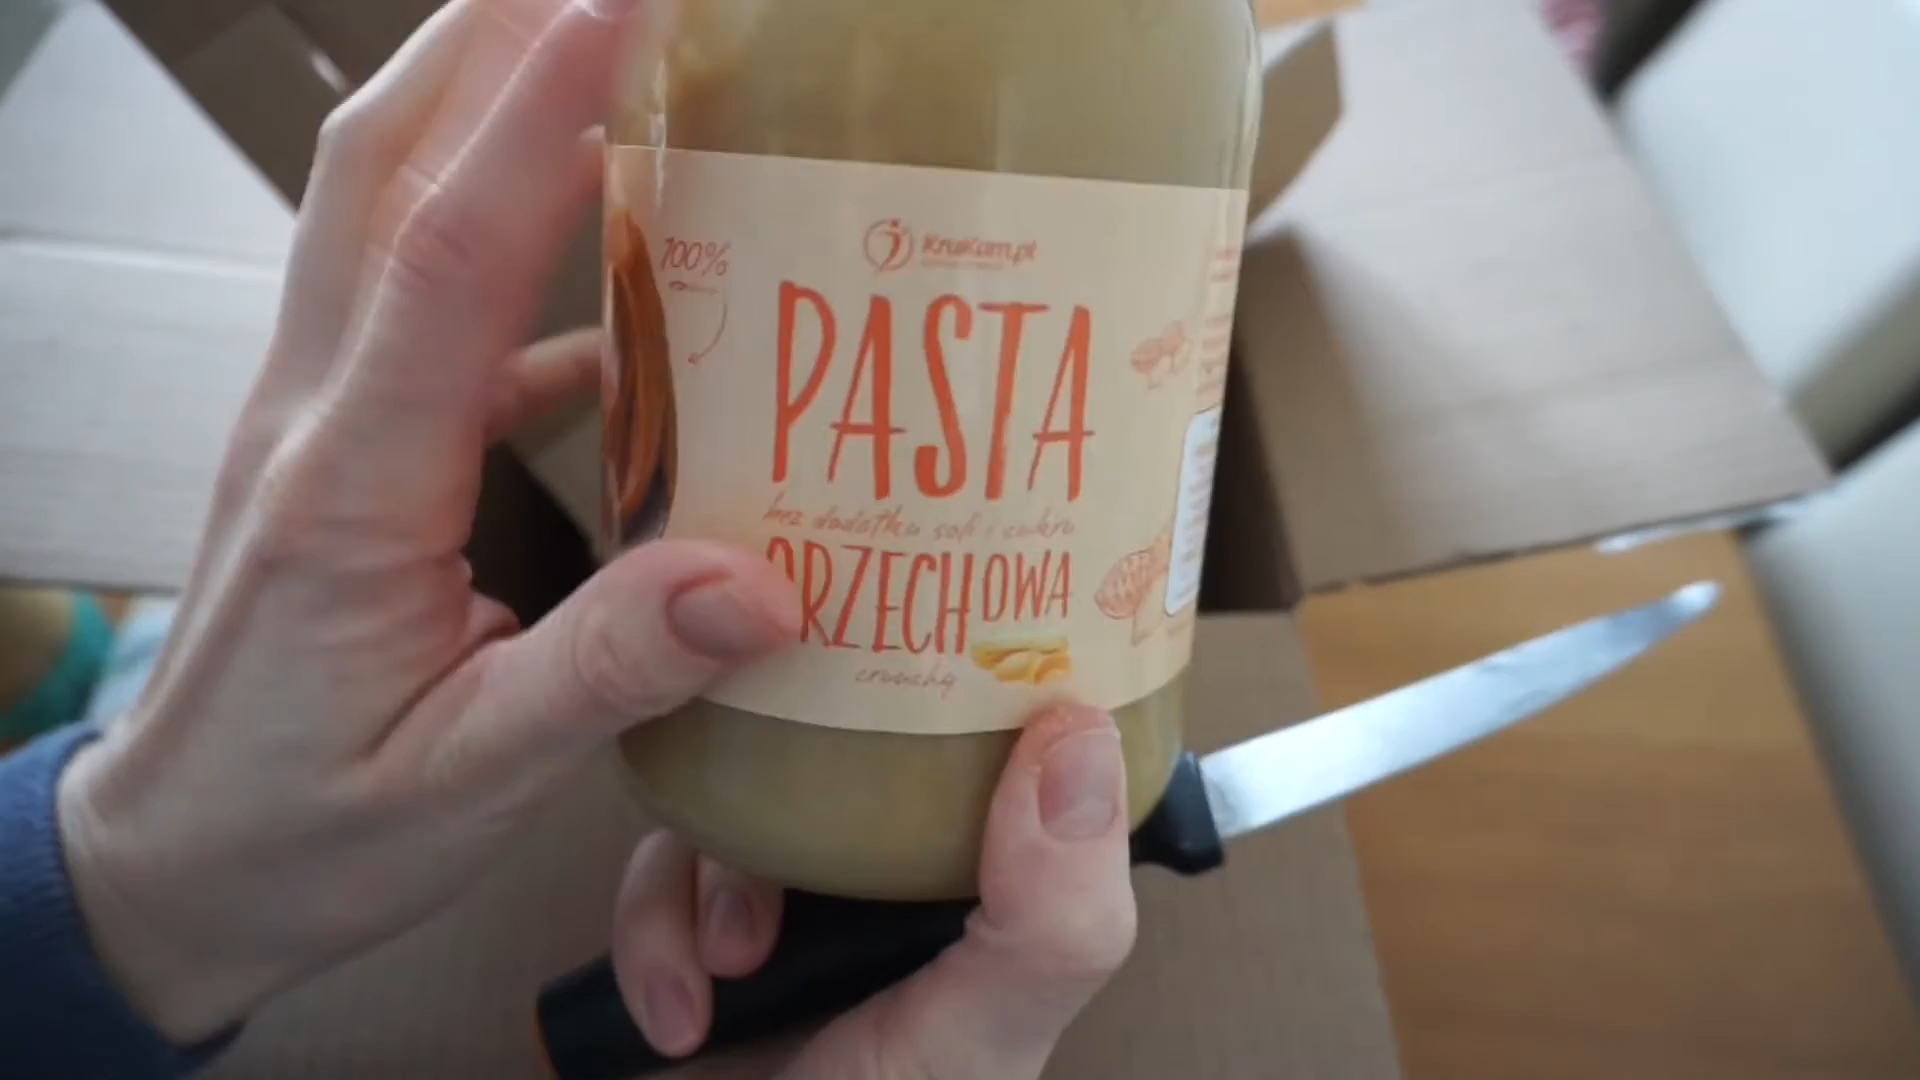 100%
KruKam.pl
PASTA
bez dodatku soli i cukru
ORZECHOWA
crunchy